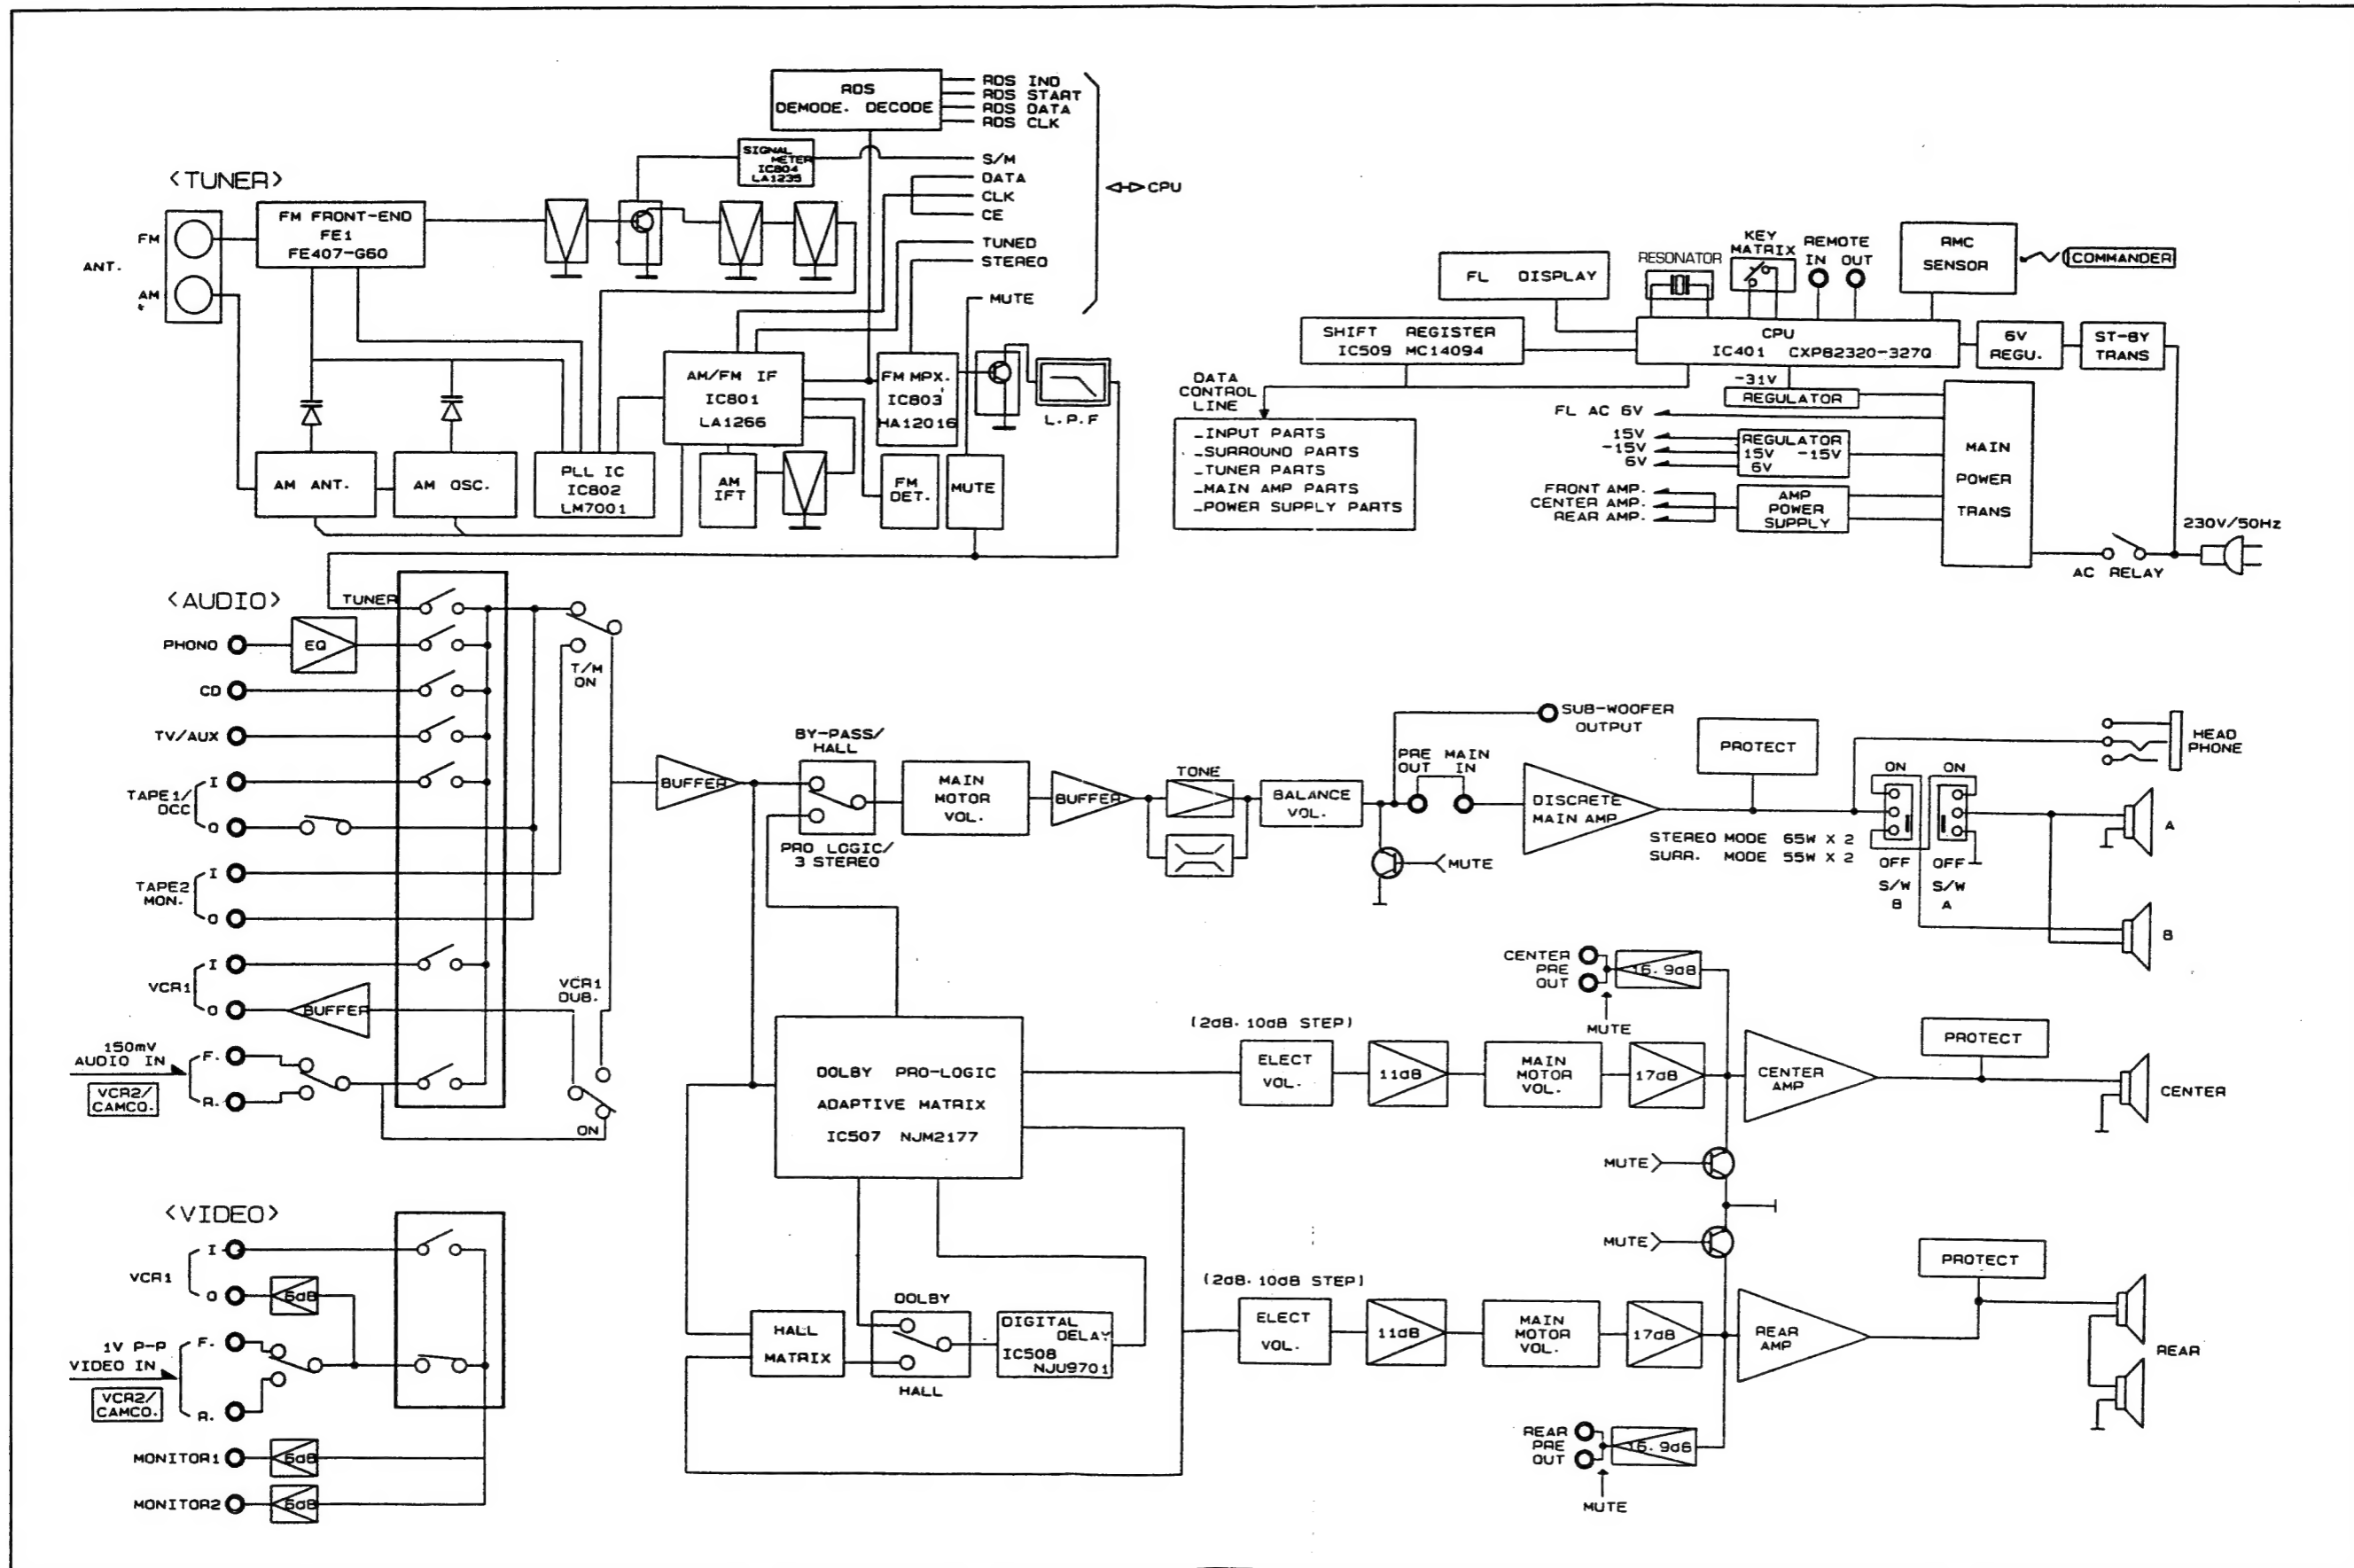 RDS
DEMODE. DECODE
RDS IND
RDS START
RDS DATA
RDS CLK
SIGNAL
METER
IC804
LA1235
S/M
DATA
CLK
CE
TUNED
STEREO
MUTE
CPU
<TUNER>
FM
ANT.
AM
FM FRONT-END
FE1
FE407-G60
AM/FM IF
IC801
LA1266
FM MPX.
IC803
HA12016
L.P.F
AM ANT.
AM OSC.
PLL IC
IC802
LM7001
AM
IFT
FM
DET.
MUTE
FL DISPLAY
RESONATOR
KEY
MATRIX
REMOTE
IN OUT
RMC
SENSOR
COMMANDER
SHIFT REGISTER
IC509 MC14094
CPU
IC401 CXP82320-327Q
6V
REGU.
ST-BY
TRANS
DATA
CONTROL
LINE
-INPUT PARTS
-SURROUND PARTS
-TUNER PARTS
-MAIN AMP PARTS
-POWER SUPPLY PARTS
-31V
REGULATOR
FL AC 6V
15V
-15V
6V
REGULATOR
15V -15V
6V
FRONT AMP.
CENTER AMP.
REAR AMP.
AMP
POWER
SUPPLY
MAIN
POWER
TRANS
230V/50Hz
AC RELAY
<AUDIO>
TUNER
PHONO
EQ
CD
TV/AUX
TAPE1/
DCC
I
O
TAPE2
MON.
I
O
VCR1
I
O
BUFFER
150mV
AUDIO IN
VCR2/
CAMCO.
F.
R.
T/M
ON
VCR1
DUB.
ON
BUFFER
BY-PASS/
HALL
PRO LOGIC/
3 STEREO
MAIN
MOTOR
VOL.
BUFFER
TONE
BALANCE
VOL.
SUB-WOOFER
OUTPUT
PRE
OUT
MAIN
IN
MUTE
DISCRETE
MAIN AMP
PROTECT
STEREO MODE 65W X 2
SURR. MODE 55W X 2
ON
OFF
S/W
B
ON
OFF
S/W
A
HEAD
PHONE
A
B
DOLBY PRO-LOGIC
ADAPTIVE MATRIX
IC507 NJM2177
(2dB. 10dB STEP)
ELECT
VOL.
11dB
MAIN
MOTOR
VOL.
17dB
CENTER
PRE
OUT
16.9dB
MUTE
CENTER
AMP
PROTECT
CENTER
MUTE
MUTE
HALL
MATRIX
DOLBY
HALL
DIGITAL
DELAY
IC508
NJU9701
(2dB. 10dB STEP)
ELECT
VOL.
11dB
MAIN
MOTOR
VOL.
17dB
REAR
AMP
PROTECT
REAR
REAR
PRE
OUT
16.9dB
MUTE
<VIDEO>
VCR1
I
O
6dB
1V P-P
VIDEO IN
VCR2/
CAMCO.
F.
R.
MONITOR1
6dB
MONITOR2
6dB